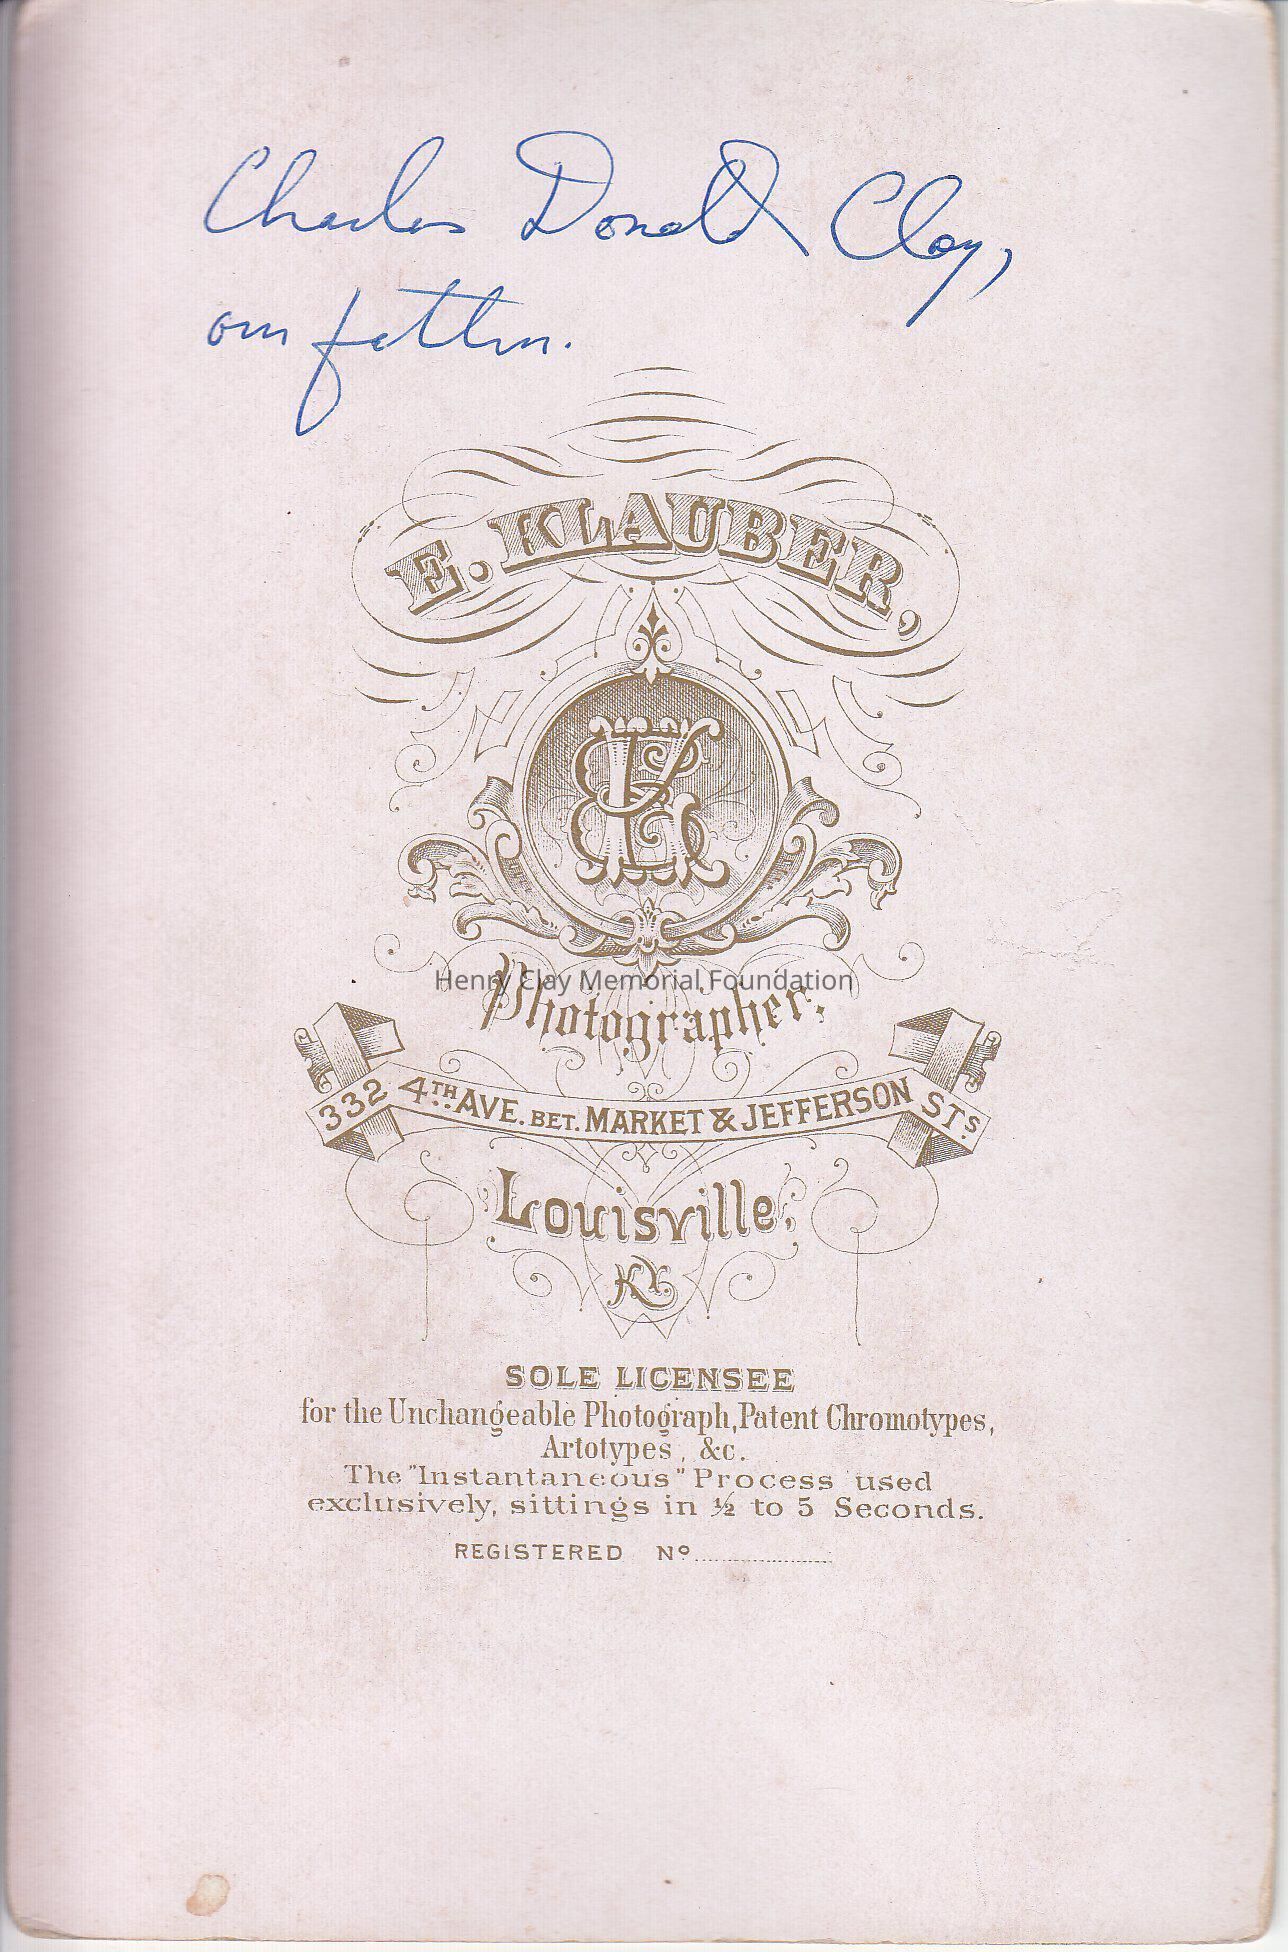 Charles Donald Clay,
our father.
E. KLAUBER,
EK
Henry Clay Memorial Foundation
Photographer.
332 4TH AVE. BET. MARKET & JEFFERSON STS.
Louisville,
Ky.
SOLE LICENSEE
for the Unchangeable Photograph, Patent Chromotypes,
Artotypes, &c.
The "Instantaneous" Process used
exclusively, sittings in ½ to 5 Seconds.
REGISTERED No.